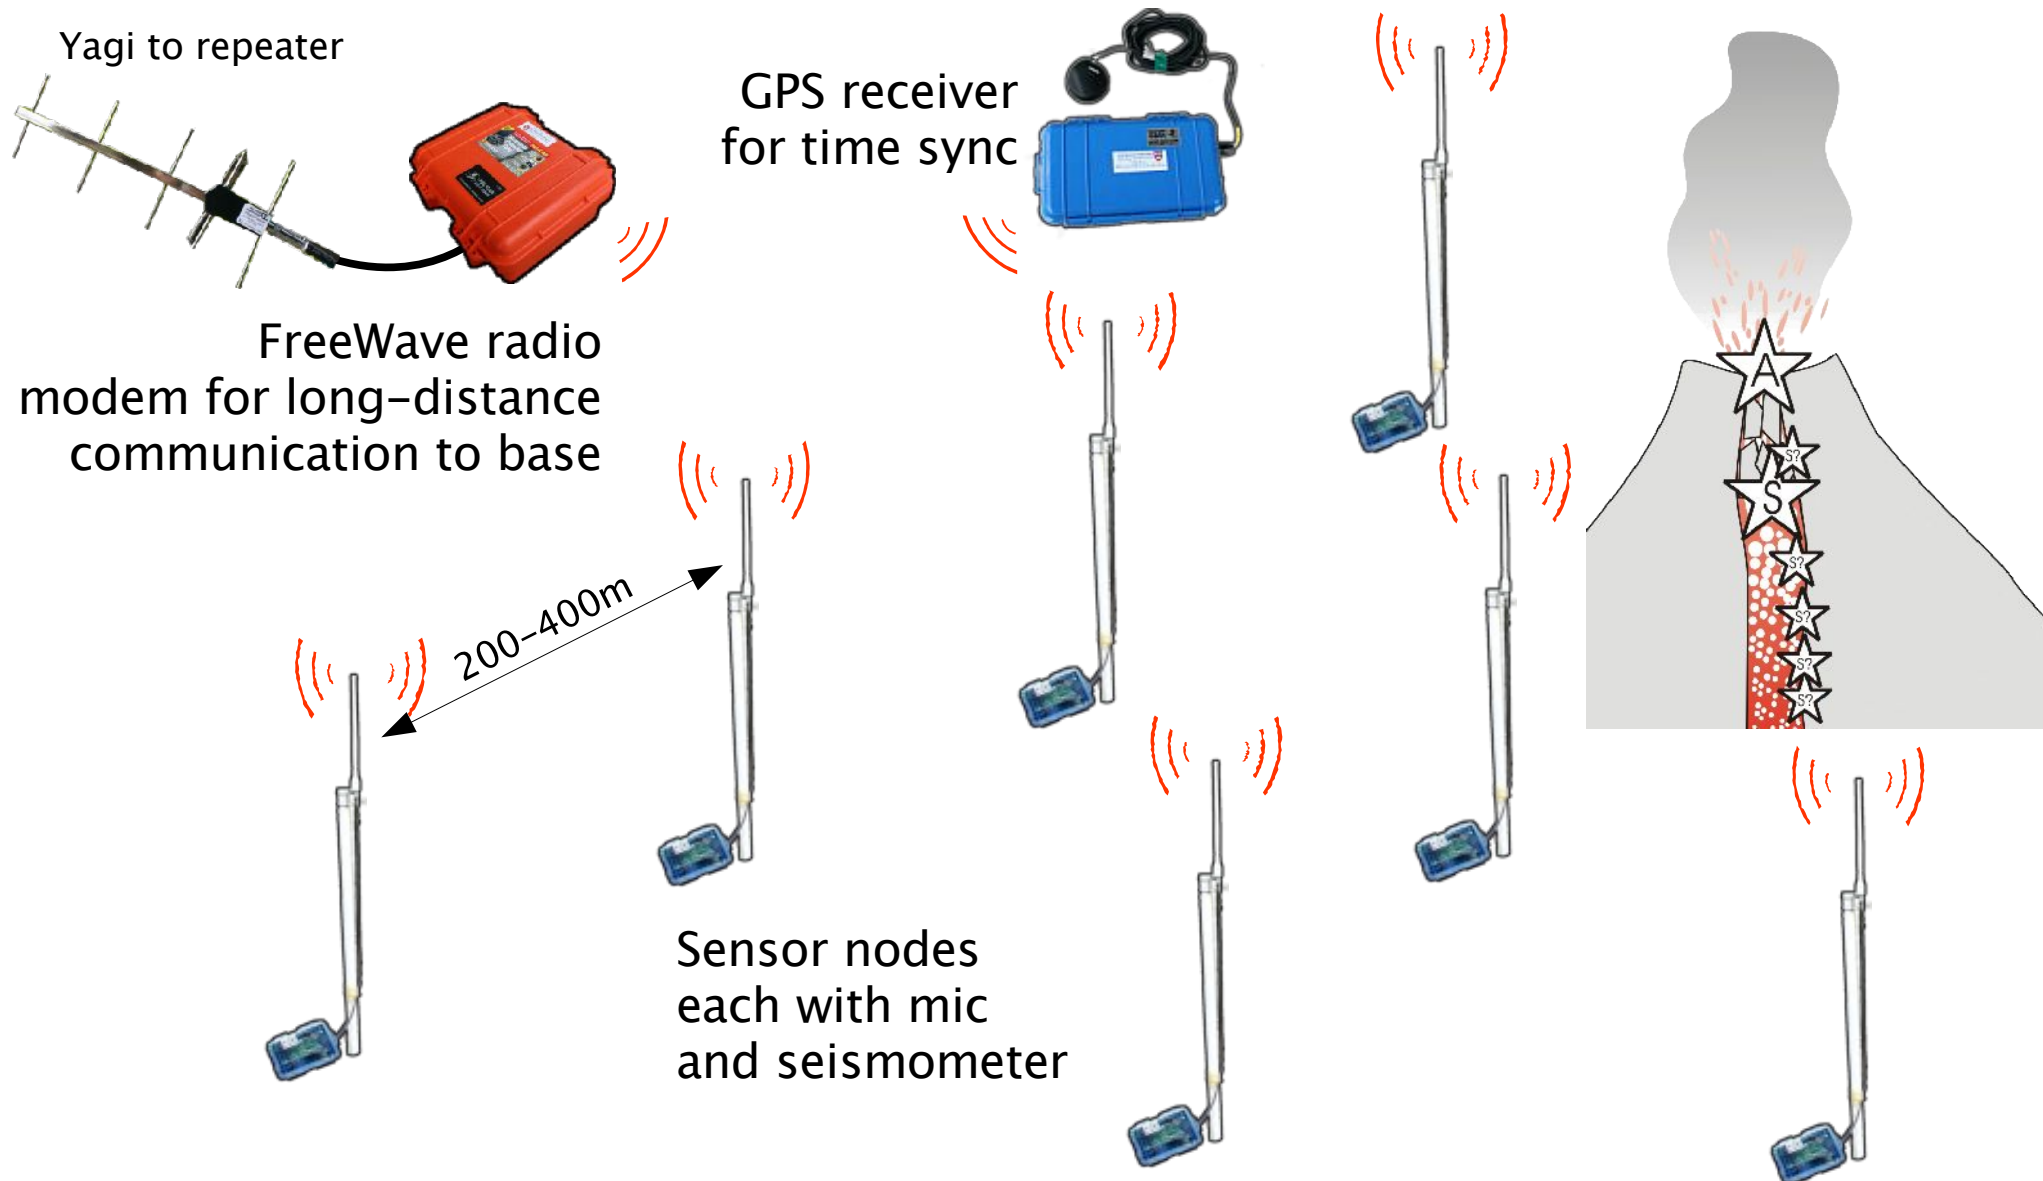 Yagi to repeater
GPS receiver
for time sync
FreeWave radio
modem for long-distance
communication to base
200-400m
Sensor nodes
each with mic
and seismometer
A
S?
S
S?
S?
S?
S?